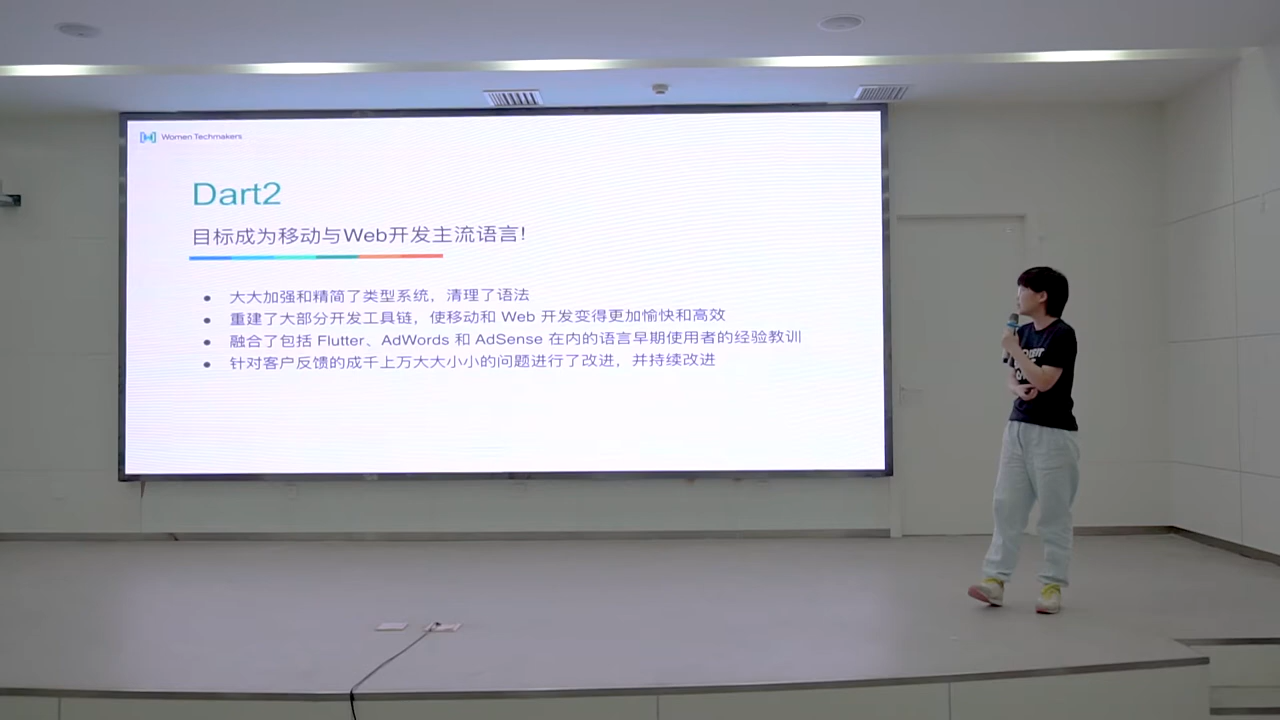 Women Techmakers
Dart2
目标成为移动与Web开发主流语言!
大大加强和精简了类型系统，清理了语法
重建了大部分开发工具链，使移动和 Web 开发变得更加愉快和高效
融合了包括 Flutter、AdWords 和 AdSense 在内的语言早期使用者的经验教训
针对客户反馈的成千上万大大小小的问题进行了改进，并持续改进